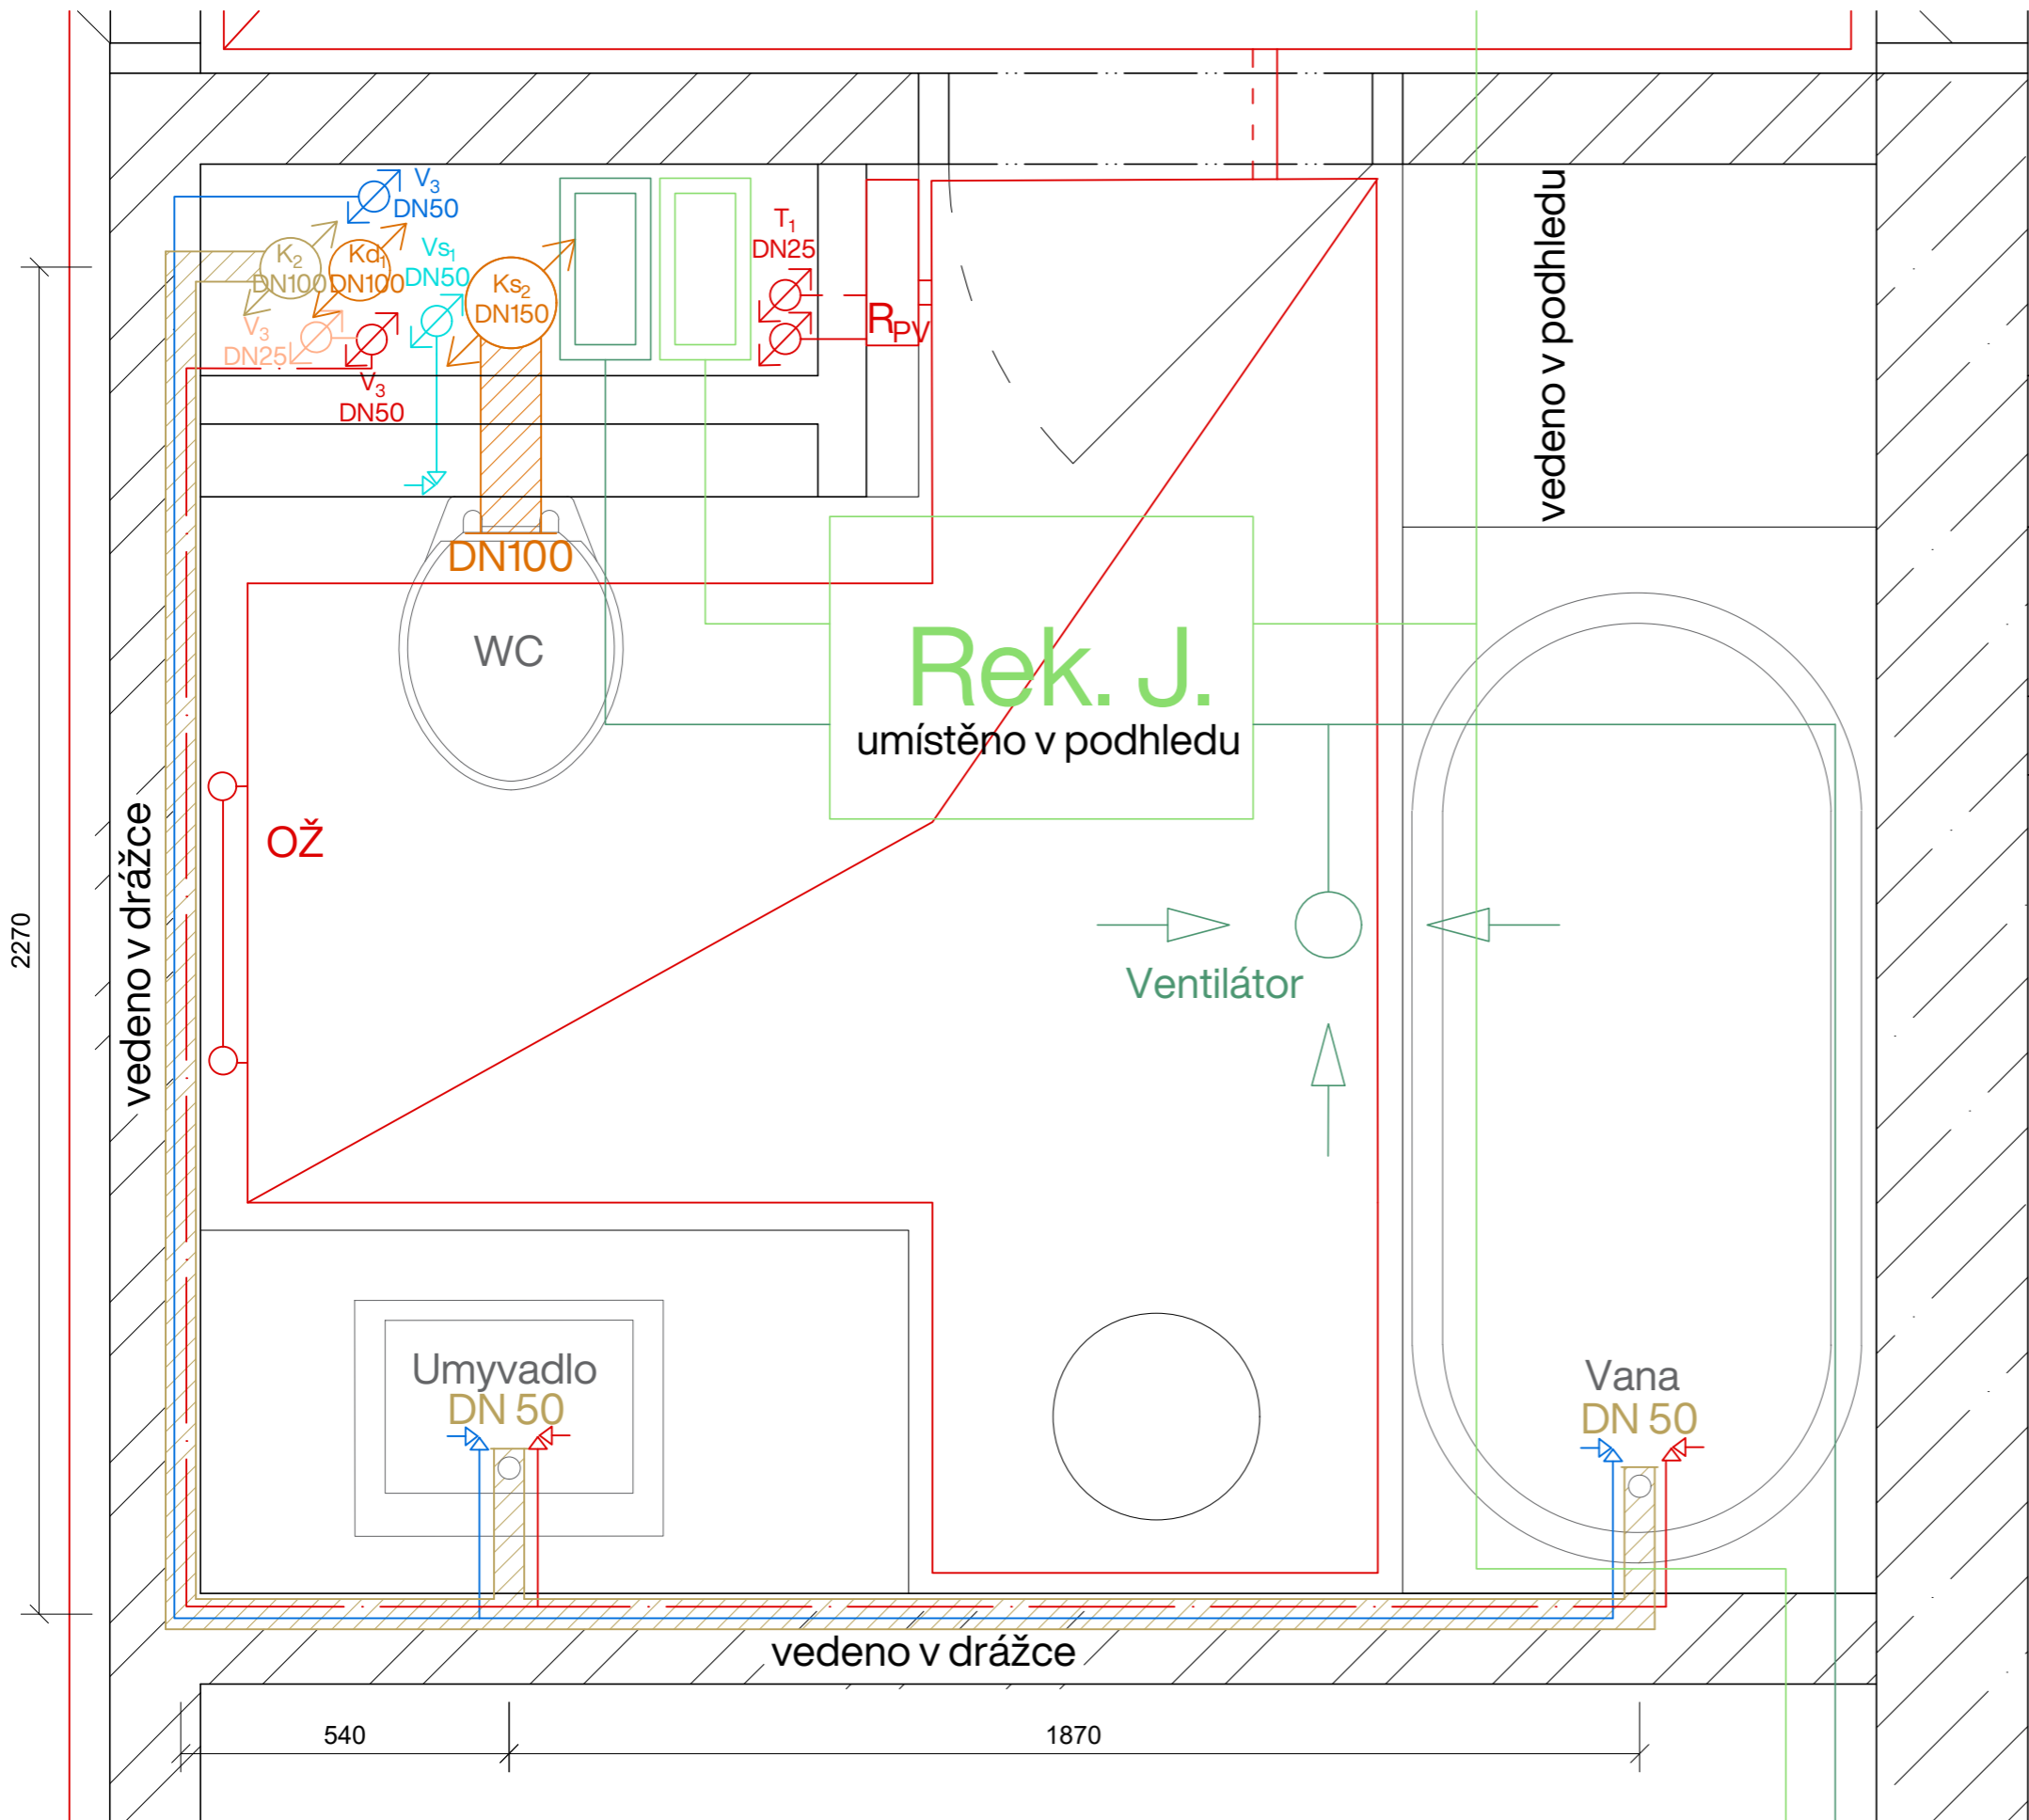 V3
DN50
K2
DN100
Kd1
DN100
Vs1
DN50
Ks2
DN150
T1
DN25
RPV
V3
DN25
V3
DN50
vedeno v podhledu
DN100
WC
Rek. J.
umístěno v podhledu
OŽ
vedeno v drážce
2270
Ventilátor
Umyvadlo
DN 50
Vana
DN 50
vedeno v drážce
540
1870